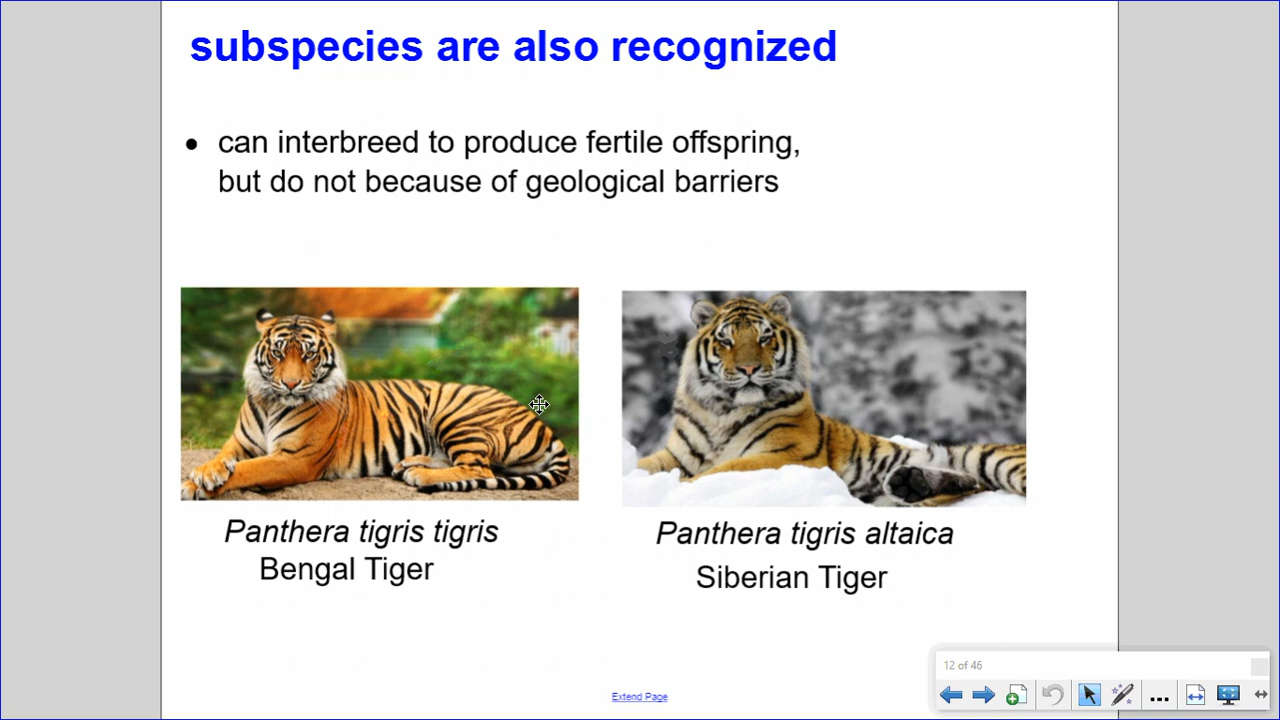 subspecies are also recognized
• can interbreed to produce fertile offspring,
but do not because of geological barriers
Panthera tigris tigris
Bengal Tiger
Panthera tigris altaica
Siberian Tiger
Extend Page
12 of 46